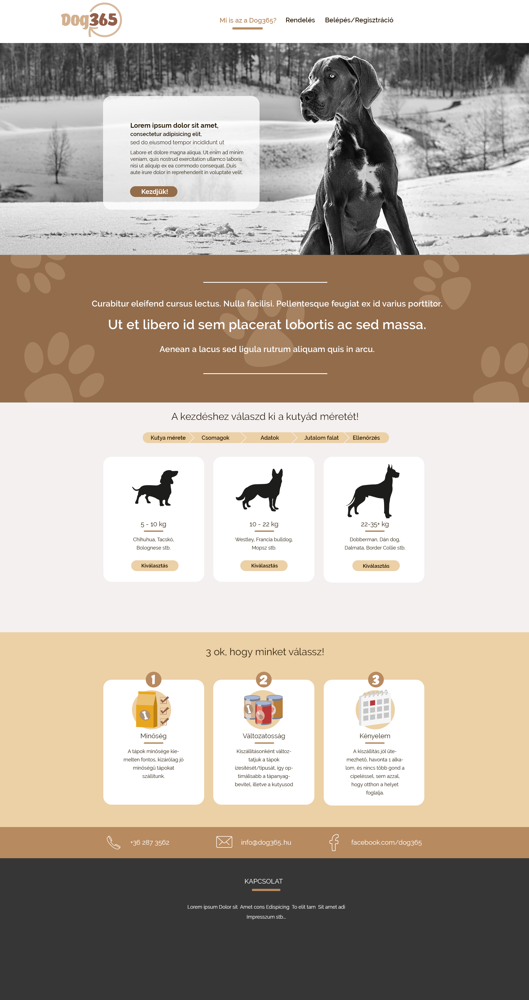 Dog365
Mi is az a Dog365?
Rendelés
Belépés/Regisztráció
Lorem ipsum dolor sit amet,
consectetur adipisicing elit,
sed do eiusmod tempor incididunt ut
Labore et dolore magna aliqua. Ut enim ad minim
veniam, quis nostrud exercitation ullamco laboris
nisi ut aliquip ex ea commodo consequat. Duis
aute irure dolor in reprehenderit in voluptate velit.
Kezdjük!
Curabitur eleifend cursus lectus. Nulla facilisi. Pellentesque feugiat ex id varius porttitor.
Ut et libero id sem placerat lobortis ac sed massa.
Aenean a lacus sed ligula rutrum aliquam quis in arcu.
A kezdéshez válaszd ki a kutyád méretét!
Kutya mérete
Csomagok
Adatok
Jutalom falat
Ellenőrzés
5 - 10 kg
Chihuhua, Tacskó,
Bolognese stb.
Kiválasztás
10 - 22 kg
Westley, Francia bulldog,
Mopsz stb.
Kiválasztás
22-35+ kg
Dobberman, Dán dog,
Dalmata, Border Collie stb.
Kiválasztás
3 ok, hogy minket válassz!
1
Minőség
A tápok minősége kie-
melten fontos, kizárólag jó
minőségű tápokat
szállítunk.
2
Változatosság
Kiszállításonként változ-
tatjuk a tápok
ízesítését/típusát, így op-
timálisabb a tápanyag-
bevitel, illetve a kutyusod
3
Kényelem
A kiszállítás jól üte-
mezhető, havonta 1 alka-
lom, és nincs több gond a
cipeléssel, sem azzal,
hogy otthon a helyet
foglalja.
+36 287 3562
info@dog365..hu
facebook.com/dog365
KAPCSOLAT
Lorem ipsum Dolor sit Amet cons Edispicing To elit tam Sit amet adi
Impresszum stb...